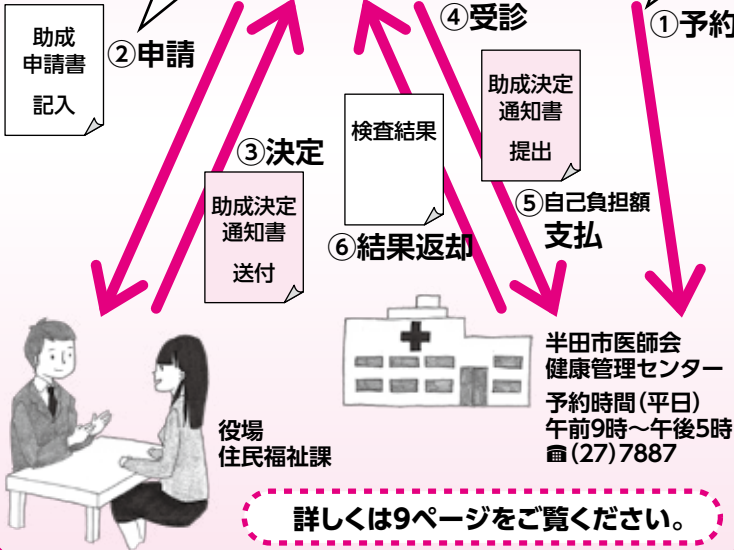 助成
申請書
記入
②申請
④受診
①予約
助成決定
通知書
提出
検査結果
③決定
助成決定
通知書
送付
⑤自己負担額
支払
⑥結果返却
半田市医師会
健康管理センター
予約時間(平日)
午前9時~午後5時
☎(27)7887
役場
住民福祉課
詳しくは9ページをご覧ください。